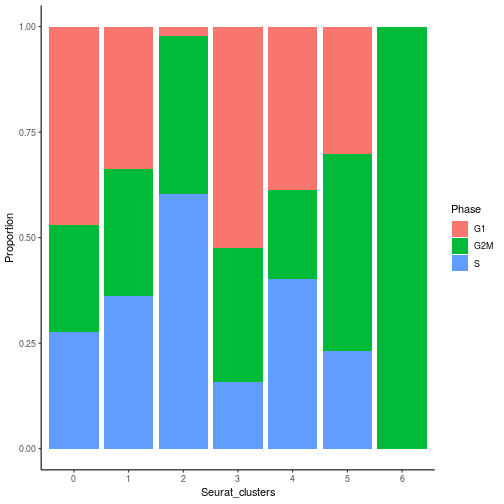 1.00
0.75
0.50
0.25
0.00
Proportion
0 1 2 3 4 5 6
Seurat_clusters
Phase
G1
G2M
S